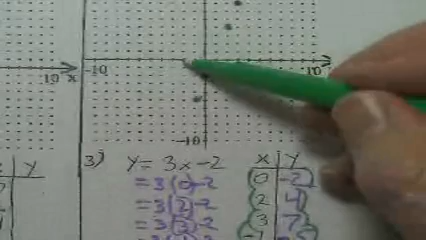 10 x -10 10
-10
x y 3) y = 3x - 2 x y
= 3(0)-2 0 -2
= 3(2)-2 2 4
= 3(3)-2 3 7